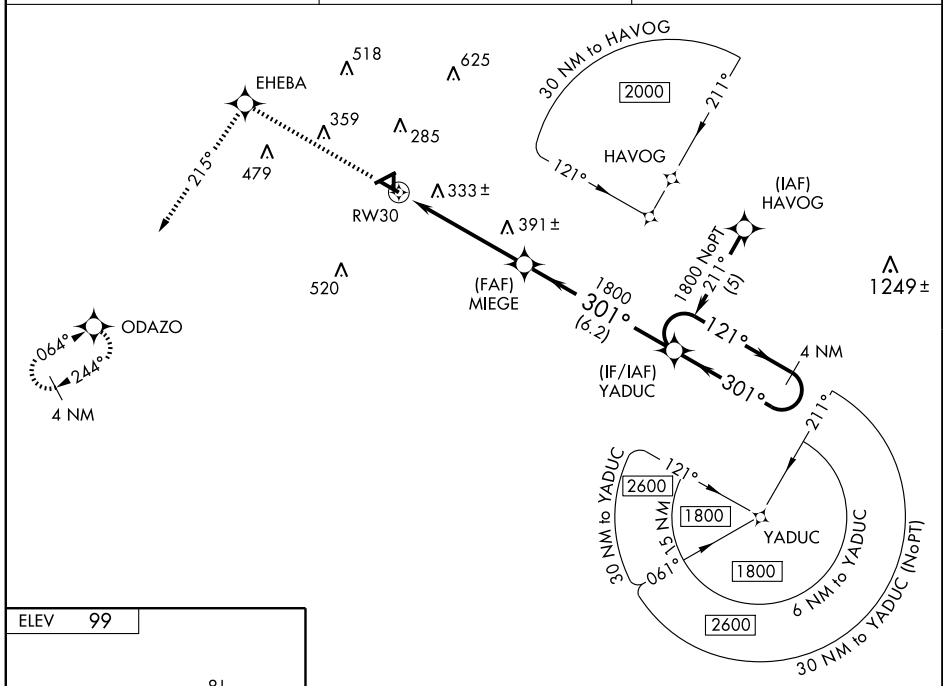 518
625
EHEBA
359
285
479
215°
333±
RW30
391±
520
(FAF)
MIEGE
1800
301°
(6.2)
30 NM to HAVOG
2000
211°
HAVOG
121°
(IAF)
HAVOG
1800 NoPT
211°
(5)
1249±
121°
4 NM
301°
(IF/IAF)
YADUC
ODAZO
064°
244°
4 NM
211°
30 NM to YADUC
121°
2600
15 NM
1800
061°
YADUC
1800
6 NM to YADUC
2600
30 NM to YADUC (NoPT)
ELEV 99